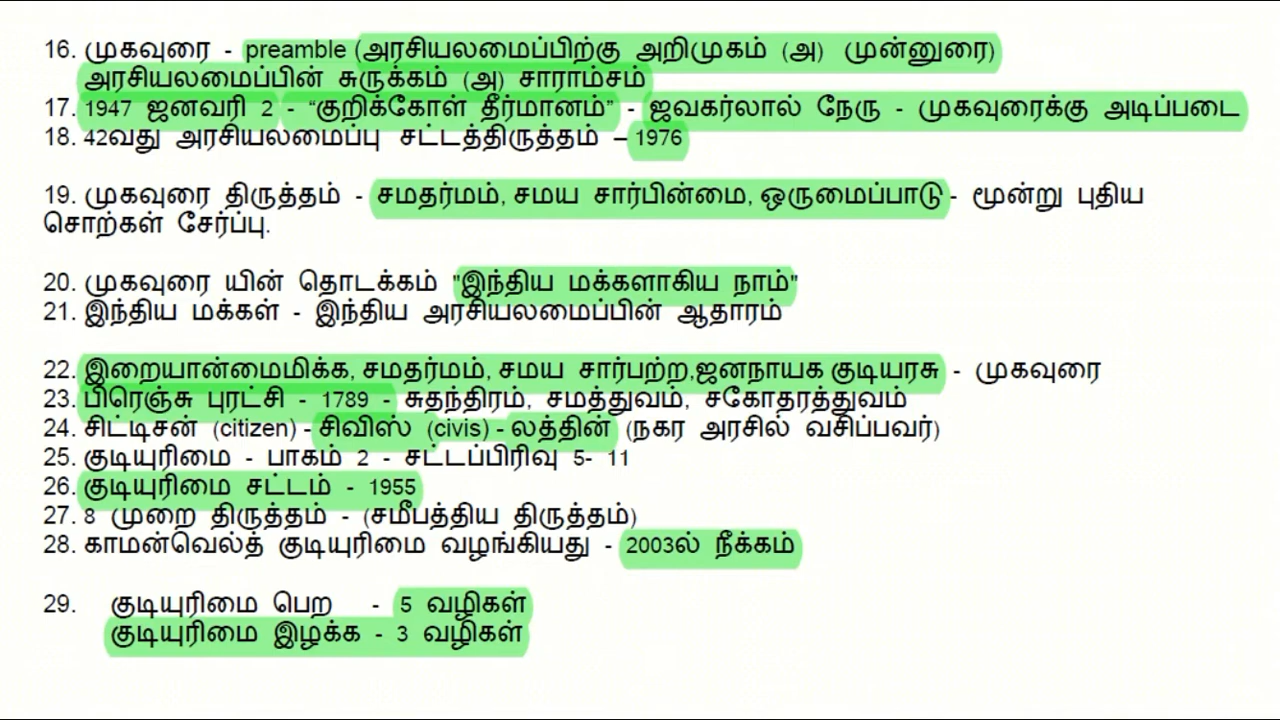 16. முகவுரை - preamble (அரசியலமைப்பிற்கு அறிமுகம் (அ) முன்னுரை)
அரசியலமைப்பின் சுருக்கம் (அ) சாராம்சம்
17. 1947 ஜனவரி 2 - “குறிக்கோள் தீர்மானம்” - ஜவகர்லால் நேரு - முகவுரைக்கு அடிப்படை
18. 42வது அரசியலமைப்பு சட்டத்திருத்தம் – 1976
19. முகவுரை திருத்தம் - சமதர்மம், சமய சார்பின்மை, ஒருமைப்பாடு - மூன்று புதிய
சொற்கள் சேர்ப்பு.
20. முகவுரை யின் தொடக்கம் "இந்திய மக்களாகிய நாம்"
21. இந்திய மக்கள் - இந்திய அரசியலமைப்பின் ஆதாரம்
22. இறையான்மைமிக்க, சமதர்மம், சமய சார்பற்ற,ஜனநாயக குடியரசு - முகவுரை
23. பிரெஞ்சு புரட்சி - 1789 - சுதந்திரம், சமத்துவம், சகோதரத்துவம்
24. சிட்டிசன் (citizen) - சிவிஸ் (civis) - லத்தின் (நகர அரசில் வசிப்பவர்)
25. குடியுரிமை - பாகம் 2 - சட்டப்பிரிவு 5- 11
26. குடியுரிமை சட்டம் - 1955
27. 8 முறை திருத்தம் - (சமீபத்திய திருத்தம்)
28. காமன்வெல்த் குடியுரிமை வழங்கியது - 2003ல் நீக்கம்
29. குடியுரிமை பெற - 5 வழிகள்
குடியுரிமை இழக்க - 3 வழிகள்